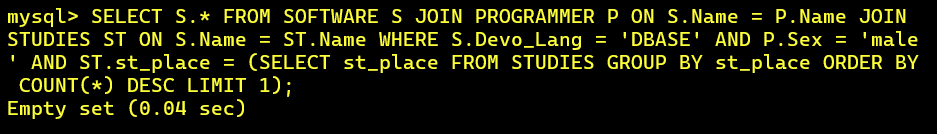 mysql> SELECT S.* FROM SOFTWARE S JOIN PROGRAMMER P ON S.Name = P.Name JOIN
STUDIES ST ON S.Name = ST.Name WHERE S.Devo_Lang = 'DBASE' AND P.Sex = 'male
' AND ST.st_place = (SELECT st_place FROM STUDIES GROUP BY st_place ORDER BY
 COUNT(*) DESC LIMIT 1);
Empty set (0.04 sec)